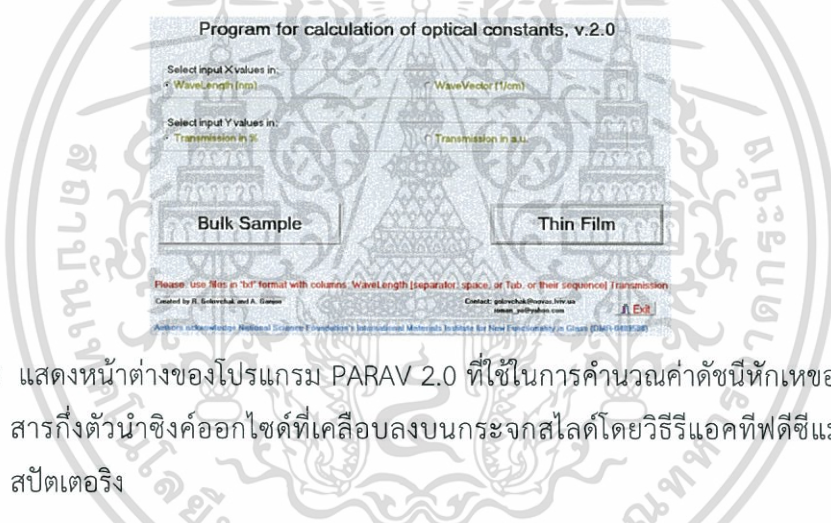 Program for calculation of optical constants, v.2.0
Select input X values in:
WaveLength (nm)
WaveVector (1/cm)
Select input Y values in:
Transmission in %
Transmission in a.u.
Bulk Sample
Thin Film
Please, use files in "txt" format with columns: WaveLength [separator: space, or Tab, or their sequence] Transmission
Created by R. Golovchak and A. Ganjoo
Contact: golovchak@novas.lviv.ua
roman_ya@yahoo.com
Exit
Authors acknowledge National Science Foundation's International Materials Institute for New Functionality in Glass
แสดงหน้าต่างของโปรแกรม PARAV 2.0 ที่ใช้ในการคำนวณค่าดัชนีหักเหขอ
สารกึ่งตัวนำซิงค์ออกไซด์ที่เคลือบลงบนกระจกสไลด์โดยวิธีรีแอคทีฟดีซีแ
สปัตเตอริง